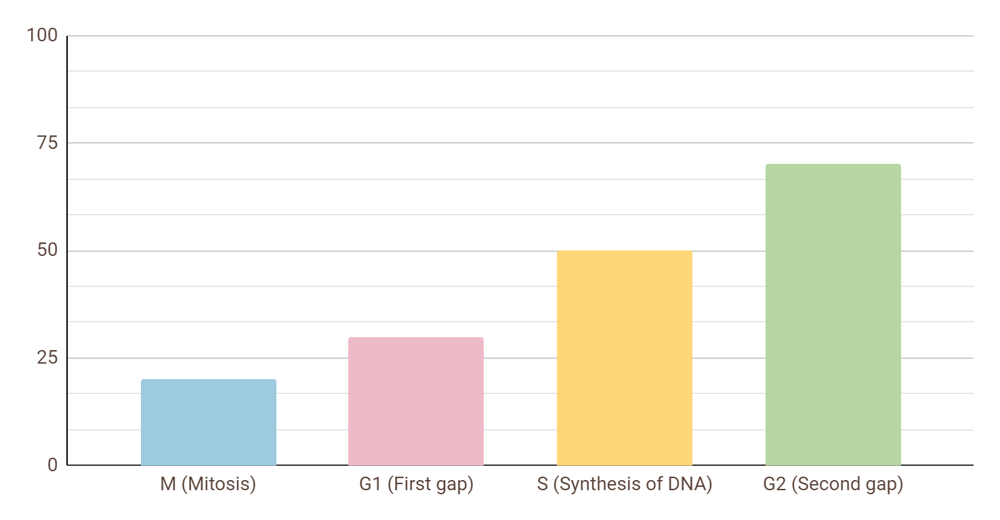 100
75
50
25
0
M (Mitosis)
G1 (First gap)
S (Synthesis of DNA)
G2 (Second gap)